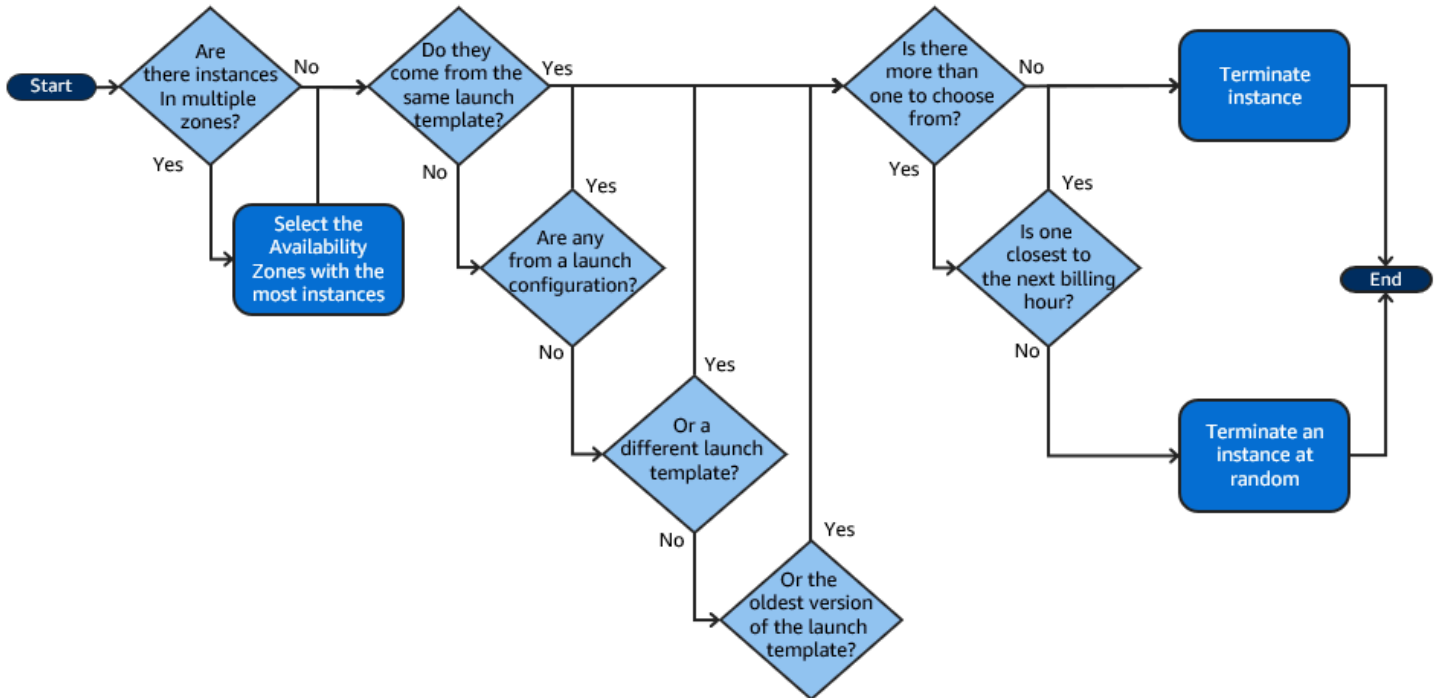 Start
Are
there instances
In multiple
zones?
No
Yes
Select the
Availability
Zones with the
most instances
Do they
come from the
same launch
template?
Yes
No
Are any
from a launch
configuration?
Yes
No
Or a
different launch
template?
Yes
No
Or the
oldest version
of the launch
template?
Yes
Is there
more than
one to choose
from?
No
Yes
Is one
closest to
the next billing
hour?
Yes
No
Terminate
instance
Terminate an
instance at
random
End